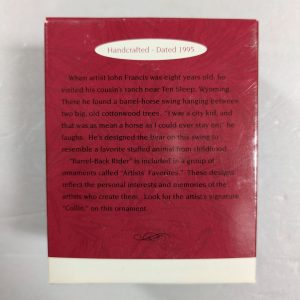 Handcrafted - Dated 1995
When artist John Francis was eight years old, he
visited his cousin's ranch near Ten Sleep, Wyoming.
There he found a barrel-horse swing hanging between
two big, old cottonwood trees. "I was a city kid, and
that was as mean a horse as I could ever stay on," he
laughs. He's designed the bear on this swing to
resemble a favorite stuffed animal from childhood.
"Barrel-Back Rider" is included in a group of
ornaments called "Artists' Favorites." These designs
reflect the personal interests and memories of the
artists who create them. Look for the artist's signature,
"Collin," on this ornament.